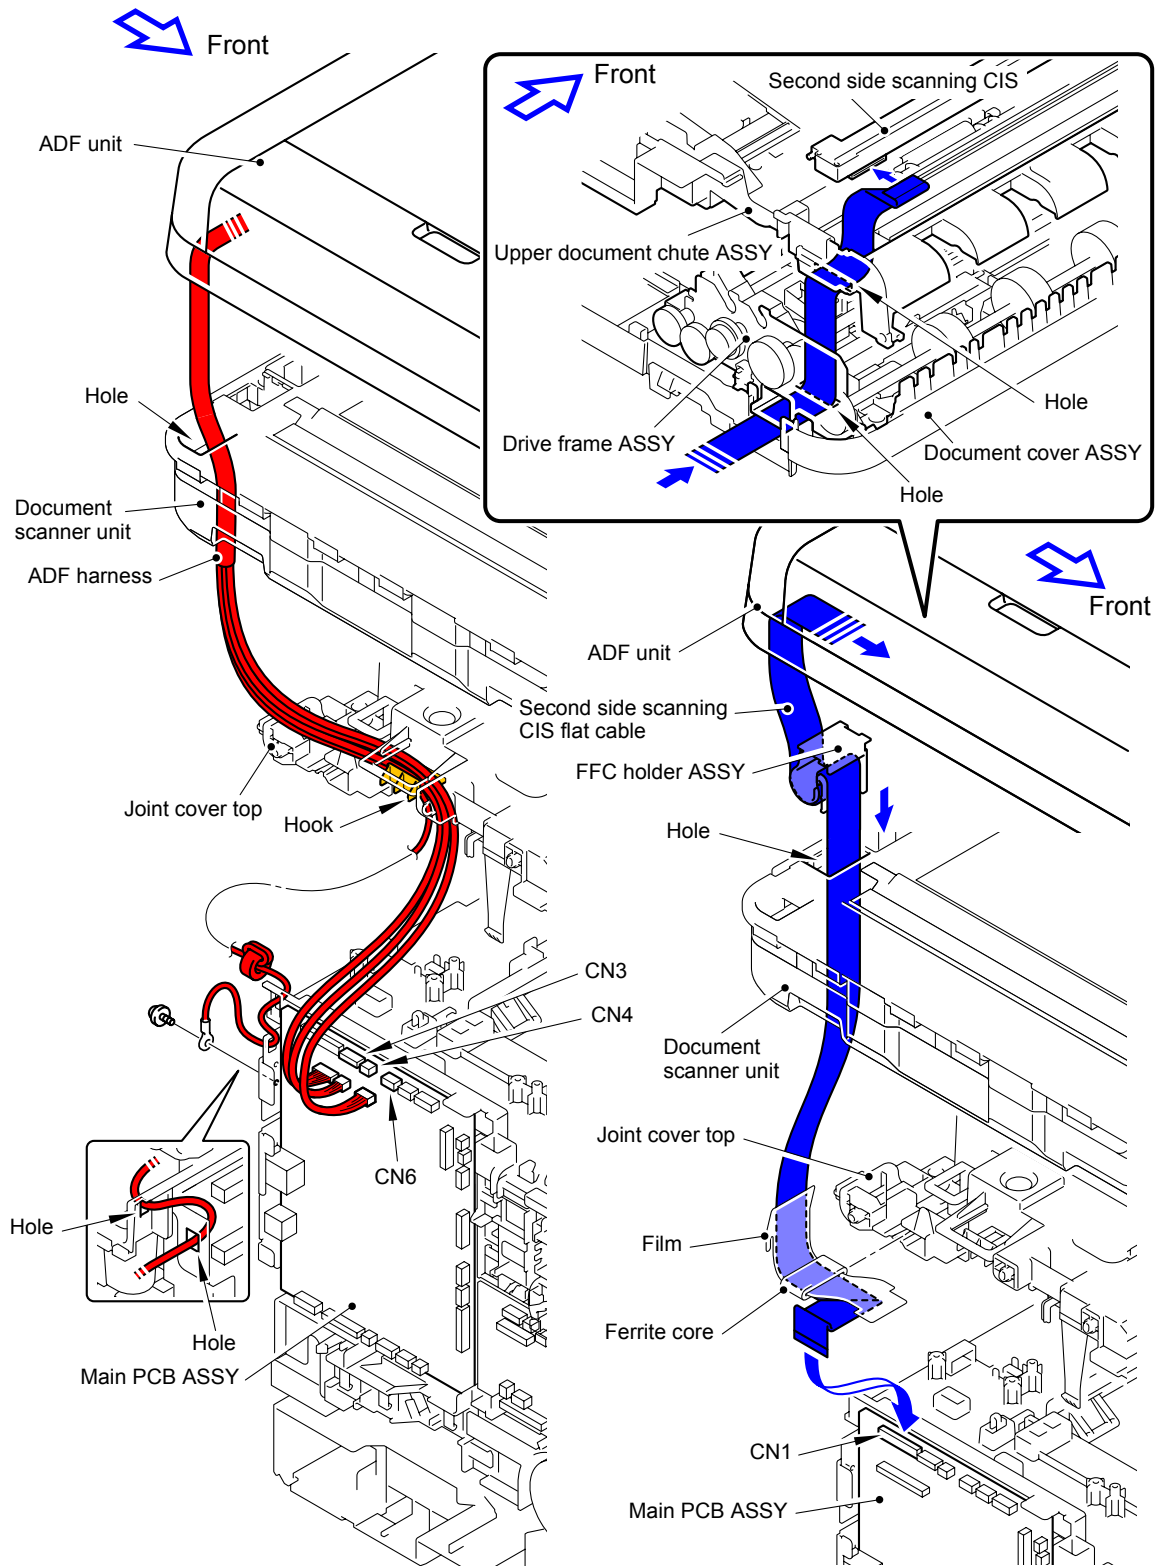 Front
ADF unit
Hole
Document
scanner unit
ADF harness
Joint cover top
Hook
CN3
CN4
CN6
Hole
Hole
Main PCB ASSY
Front
Second side scanning CIS
Upper document chute ASSY
Drive frame ASSY
Hole
Document cover ASSY
Hole
Front
ADF unit
Second side scanning
CIS flat cable
FFC holder ASSY
Hole
Document
scanner unit
Joint cover top
Film
Ferrite core
CN1
Main PCB ASSY